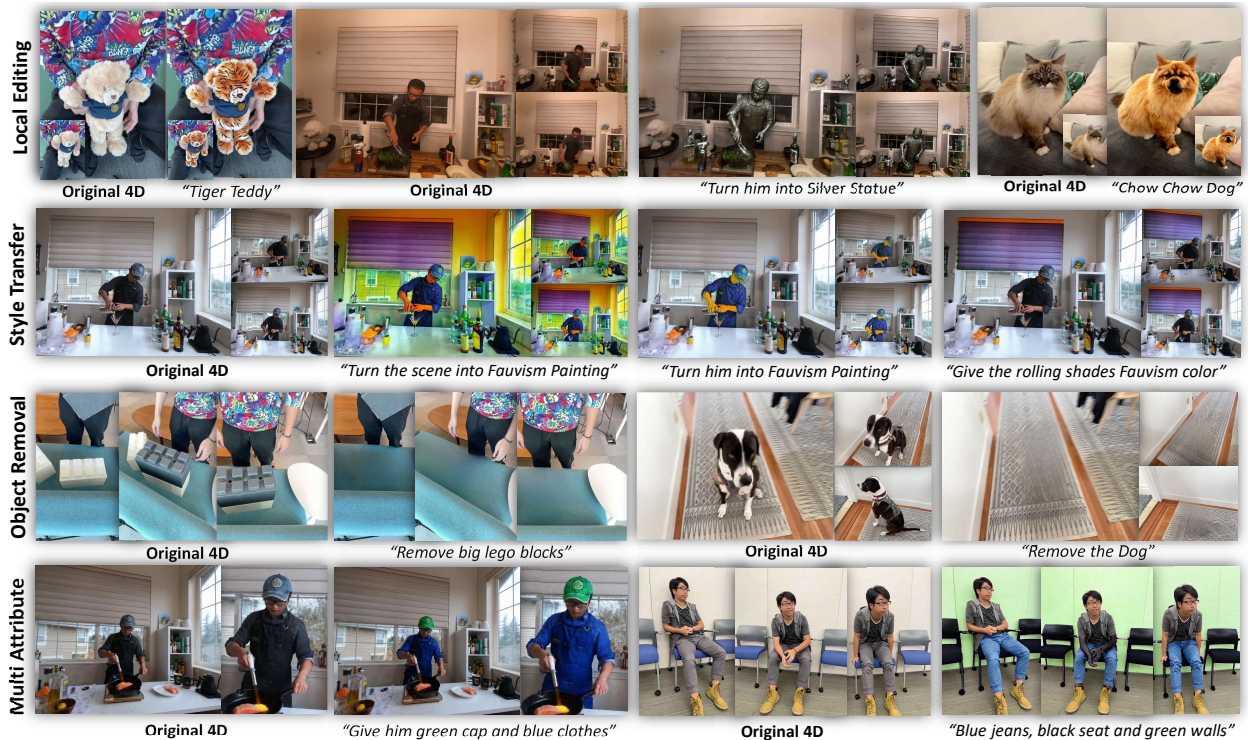 Local Editing
Original 4D
“Tiger Teddy”
Original 4D
“Turn him into Silver Statue”
Original 4D
“Chow Chow Dog”
Style Transfer
Original 4D
“Turn the scene into Fauvism Painting”
“Turn him into Fauvism Painting”
“Give the rolling shades Fauvism color”
Object Removal
Original 4D
“Remove big lego blocks”
Original 4D
“Remove the Dog”
Multi Attribute
Original 4D
“Give him green cap and blue clothes”
Original 4D
“Blue jeans, black seat and green walls”